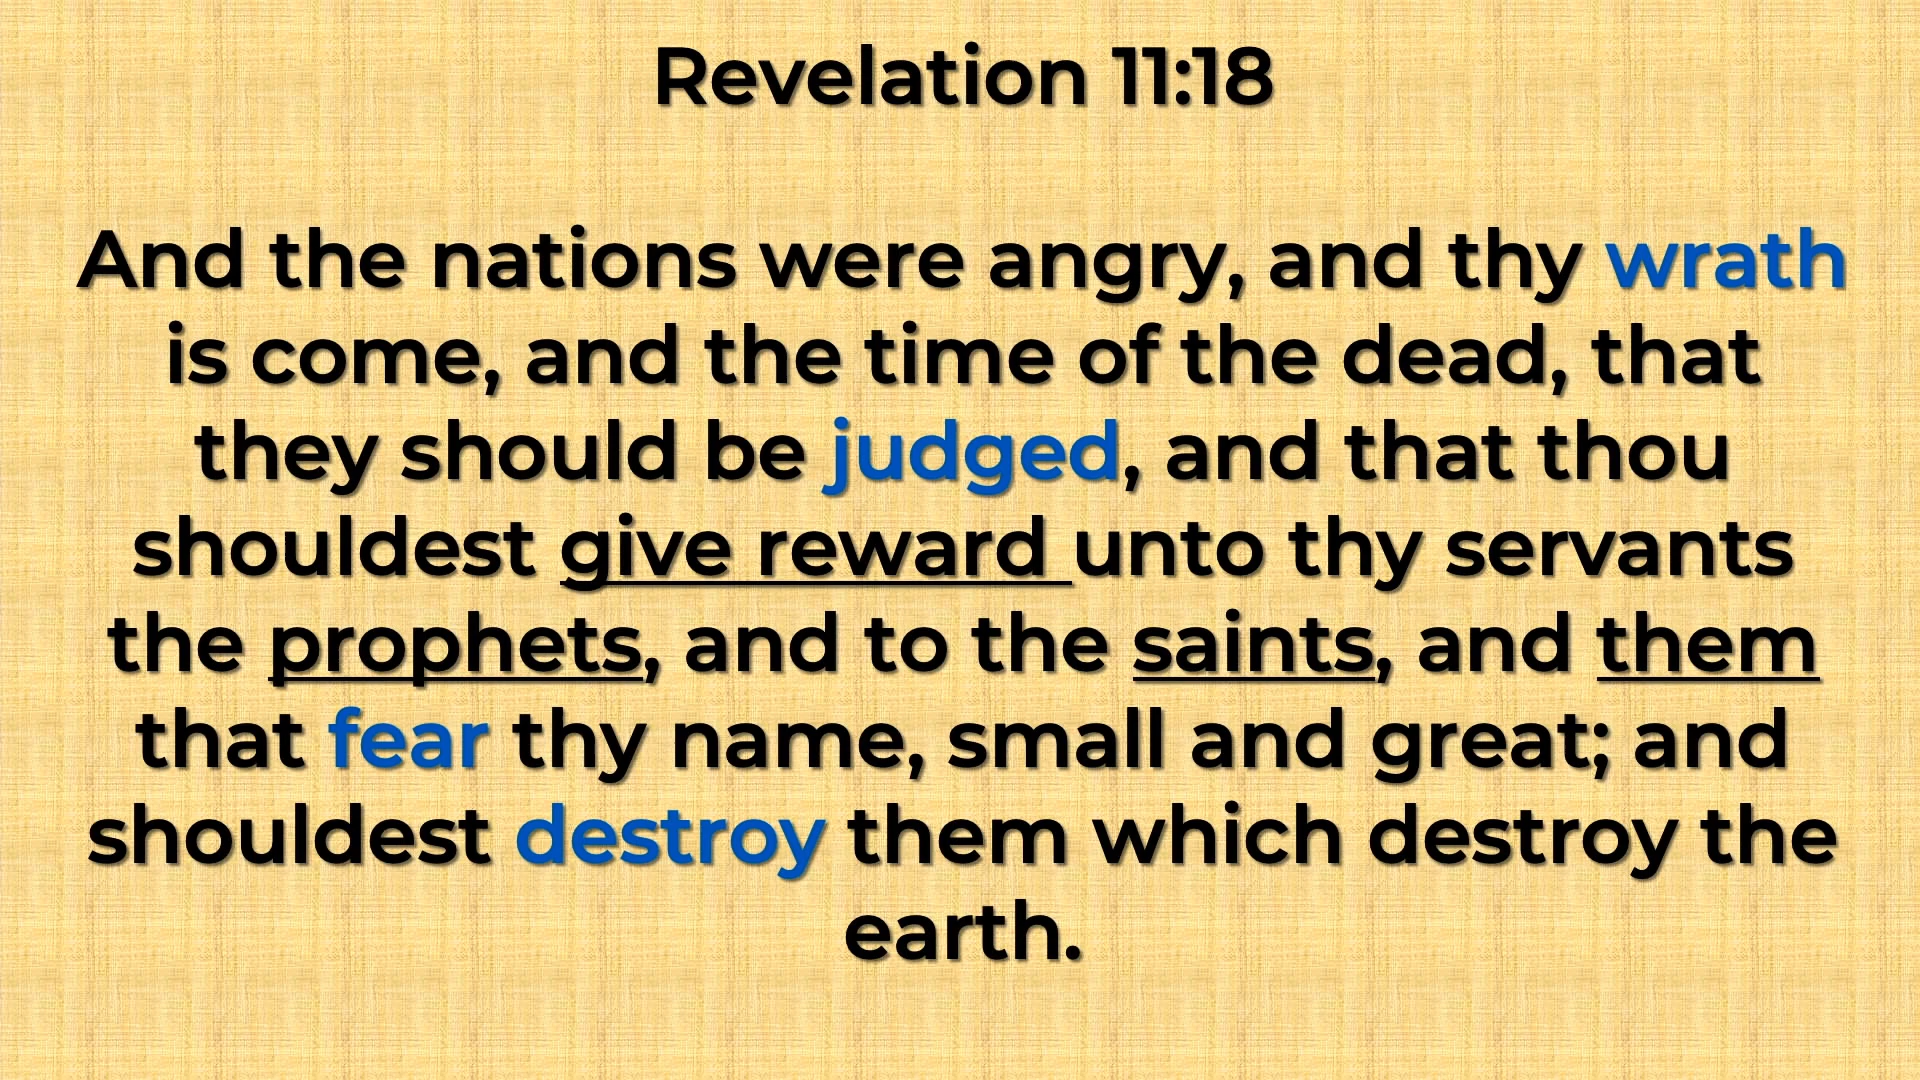 Revelation 11:18
And the nations were angry, and thy wrath
is come, and the time of the dead, that
they should be judged, and that thou
shouldest give reward unto thy servants
the prophets, and to the saints, and them
that fear thy name, small and great; and
shouldest destroy them which destroy the
earth.